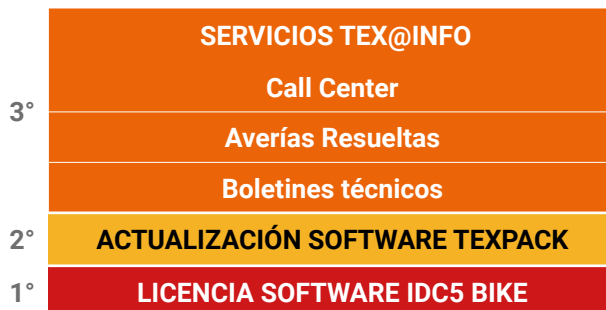 SERVICIOS TEX@INFO
Call Center
3°
Averías Resueltas
Boletines técnicos
2° ACTUALIZACIÓN SOFTWARE TEXPACK
1° LICENCIA SOFTWARE IDC5 BIKE